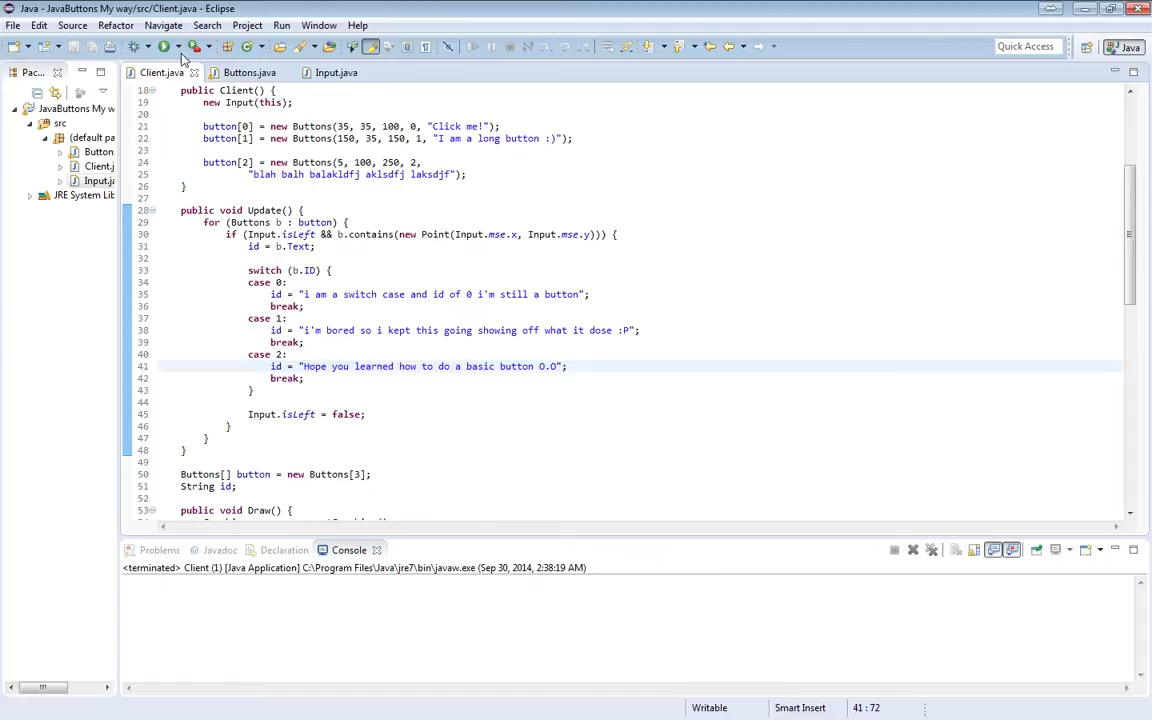 Java - JavaButtons My way/src/Client.java - Eclipse
File Edit Source Refactor Navigate Search Project Run Window Help
Quick Access Java
Pac... Client.java Buttons.java Input.java
JavaButtons My w
src
(default pa
Button
Client.j
Input.ja
JRE System Lib
18 public Client() {
19 new Input(this);
20
21 button[0] = new Buttons(35, 35, 100, 0, "Click me!");
22 button[1] = new Buttons(150, 35, 150, 1, "I am a long button :)");
23
24 button[2] = new Buttons(5, 100, 250, 2,
25 "blah balh balakldfj aklsdfj laksdjf");
26 }
27
28 public void Update() {
29 for (Buttons b : button) {
30 if (Input.isLeft && b.contains(new Point(Input.mse.x, Input.mse.y))) {
31 id = b.Text;
32
33 switch (b.ID) {
34 case 0:
35 id = "i am a switch case and id of 0 i'm still a button";
36 break;
37 case 1:
38 id = "i'm bored so i kept this going showing off what it dose :P";
39 break;
40 case 2:
41 id = "Hope you learned how to do a basic button O.O";
42 break;
43 }
44
45 Input.isLeft = false;
46 }
47 }
48 }
49
50 Buttons[] button = new Buttons[3];
51 String id;
52
53 public void Draw() {
Problems Javadoc Declaration Console
<terminated> Client (1) [Java Application] C:\Program Files\Java\jre7\bin\javaw.exe (Sep 30, 2014, 2:38:19 AM)
Writable Smart Insert 41 : 72